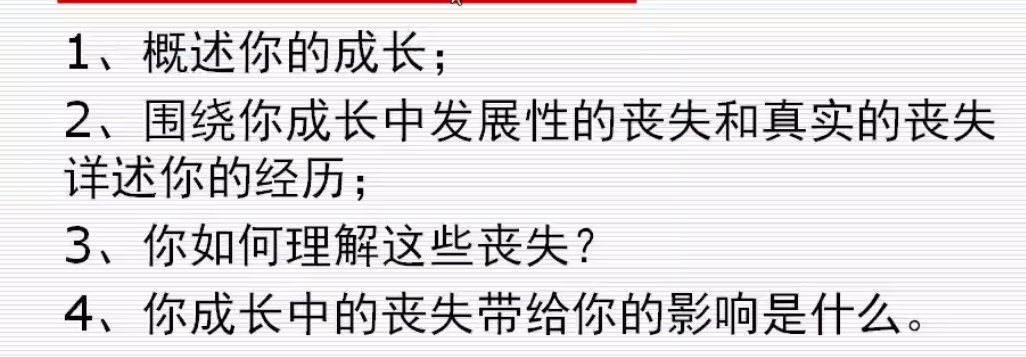 1、概述你的成长；
2、围绕你成长中发展性的丧失和真实的丧失
详述你的经历；
3、你如何理解这些丧失？
4、你成长中的丧失带给你的影响是什么。